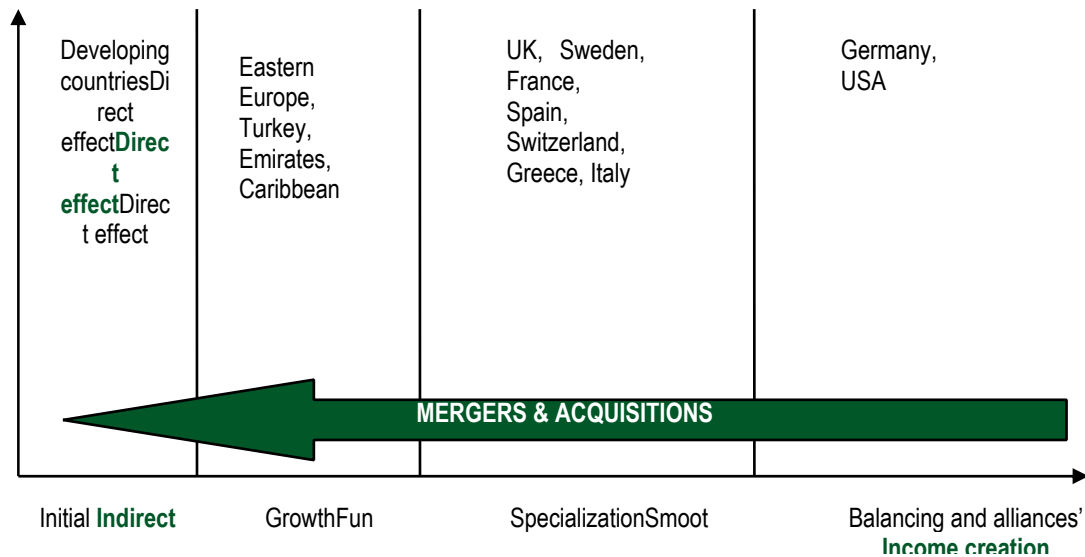 Developing
countriesDi
rect
effectDirec
t
effectDirec
t effect
Eastern
Europe,
Turkey,
Emirates,
Caribbean
UK, Sweden,
France,
Spain,
Switzerland,
Greece, Italy
Germany,
USA
MERGERS & ACQUISITIONS
Initial Indirect
GrowthFun
SpecializationSmoot
Balancing and alliances'
Income creation